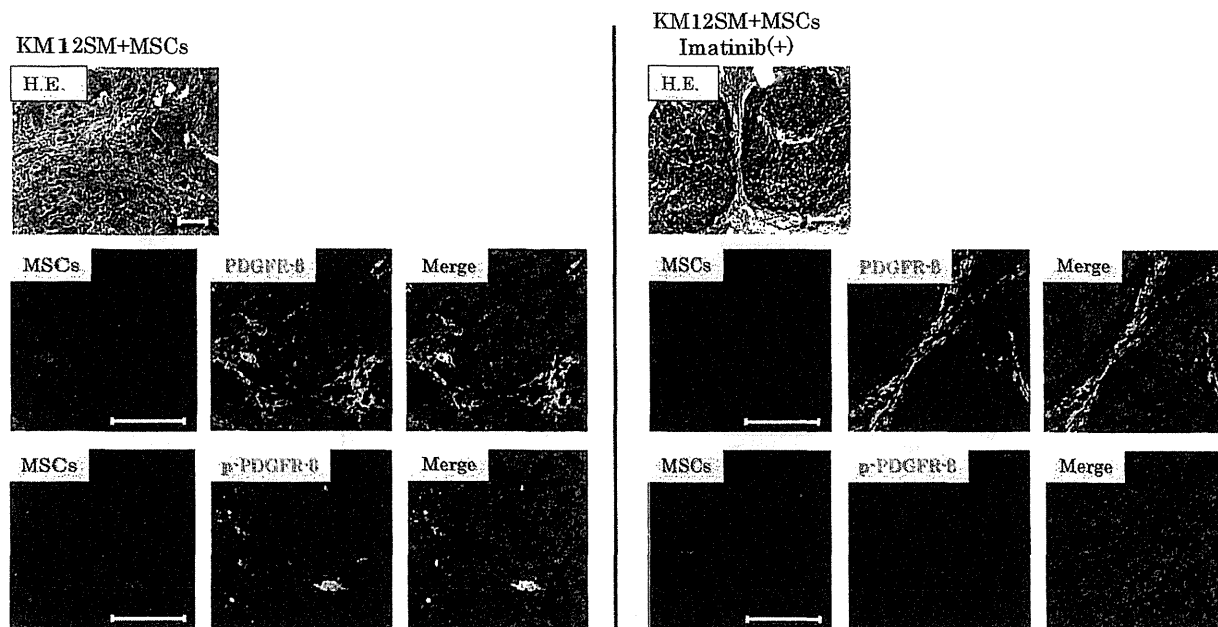 KM12SM+MSCs
H.E.
MSCs
PDGFR-β
Merge
MSCs
p-PDGFR-β
Merge
KM12SM+MSCs
Imatinib(+)
H.E.
MSCs
PDGFR-β
Merge
MSCs
p-PDGFR-β
Merge